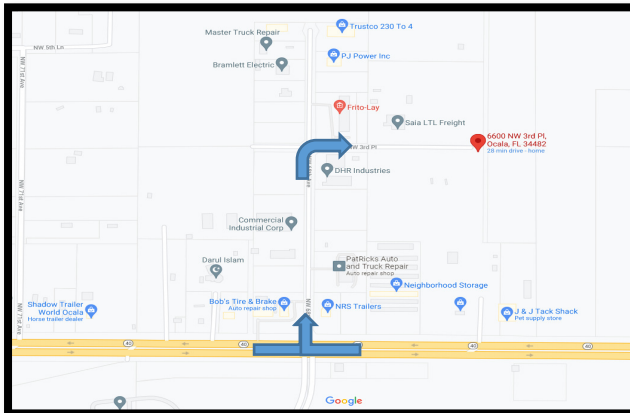 Trustco 230 To 4
Master Truck Repair
NW 5th Ln
PJ Power Inc
Bramlett Electric
NW 71st Ave
Frito-Lay
Saia LTL Freight
6600 NW 3rd Pl,
Ocala, FL 34482
28 min drive - home
NW 3rd Pl
DHR Industries
NW 71st Ave
Commercial
Industrial Corp
Darul Islam
PatRicks Auto
and Truck Repair
Auto repair shop
Neighborhood Storage
Shadow Trailer
World Ocala
Horse trailer dealer
Bob's Tire & Brake
Auto repair shop
NRS Trailers
J & J Tack Shack
Pet supply store
NW 71st Ave
40
40
40
40
Google